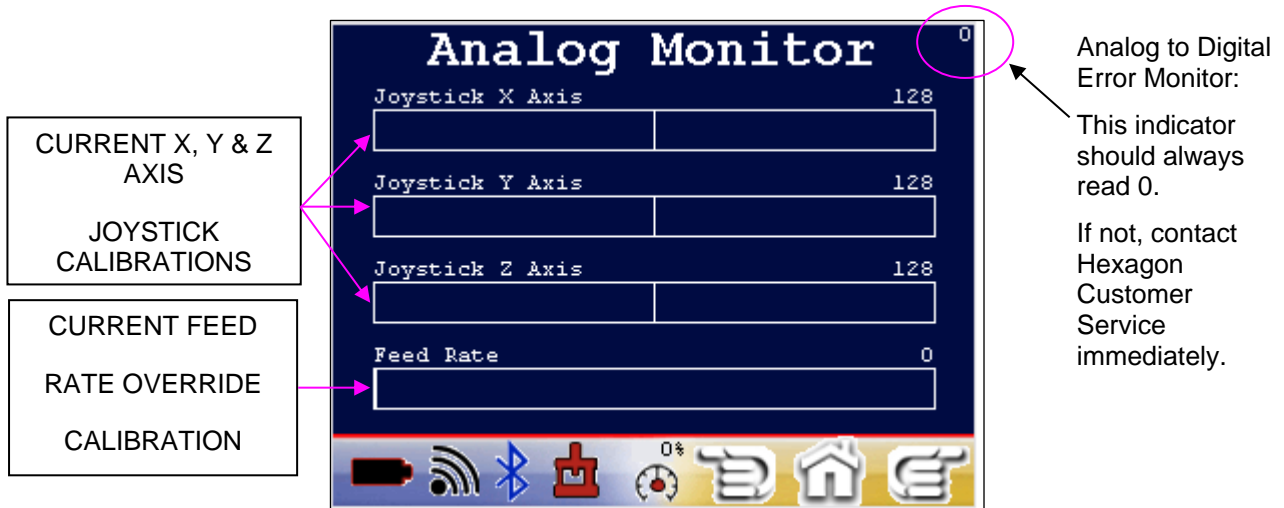 Analog Monitor
0
Joystick X Axis
128
Joystick Y Axis
128
Joystick Z Axis
128
Feed Rate
0
0%
CURRENT X, Y & Z
AXIS
JOYSTICK
CALIBRATIONS
CURRENT FEED
RATE OVERRIDE
CALIBRATION
Analog to Digital
Error Monitor:
This indicator
should always
read 0.
If not, contact
Hexagon
Customer
Service
immediately.